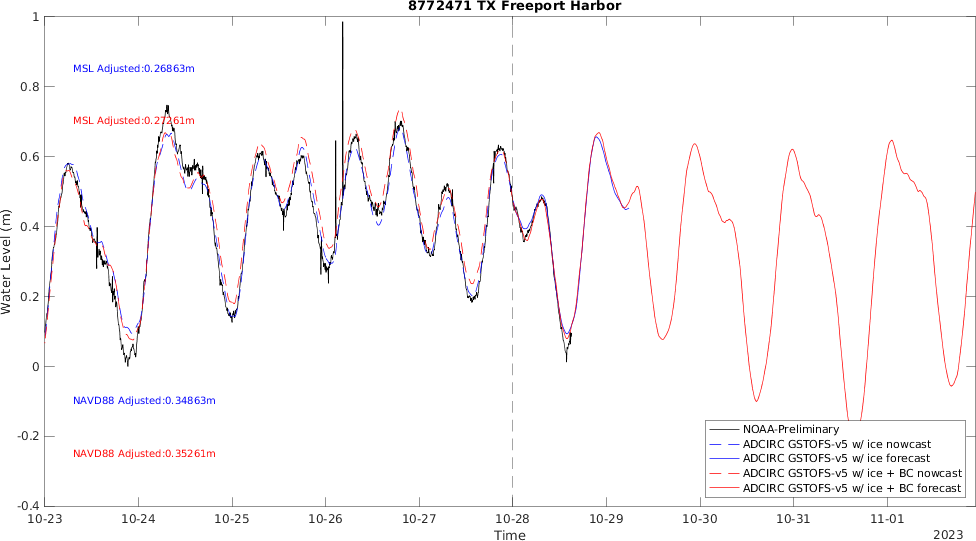 8772471 TX Freeport Harbor
1
0.8
0.6
0.4
0.2
0
-0.2
-0.4
Water Level (m)
MSL Adjusted:0.26863m
MSL Adjusted:0.27261m
NAVD88 Adjusted:0.34863m
NAVD88 Adjusted:0.35261m
NOAA-Preliminary
ADCIRC GSTOFS-v5 w/ ice nowcast
ADCIRC GSTOFS-v5 w/ ice forecast
ADCIRC GSTOFS-v5 w/ ice + BC nowcast
ADCIRC GSTOFS-v5 w/ ice + BC forecast
10-23 10-24 10-25 10-26 10-27 10-28 10-29 10-30 10-31 11-01
Time
2023